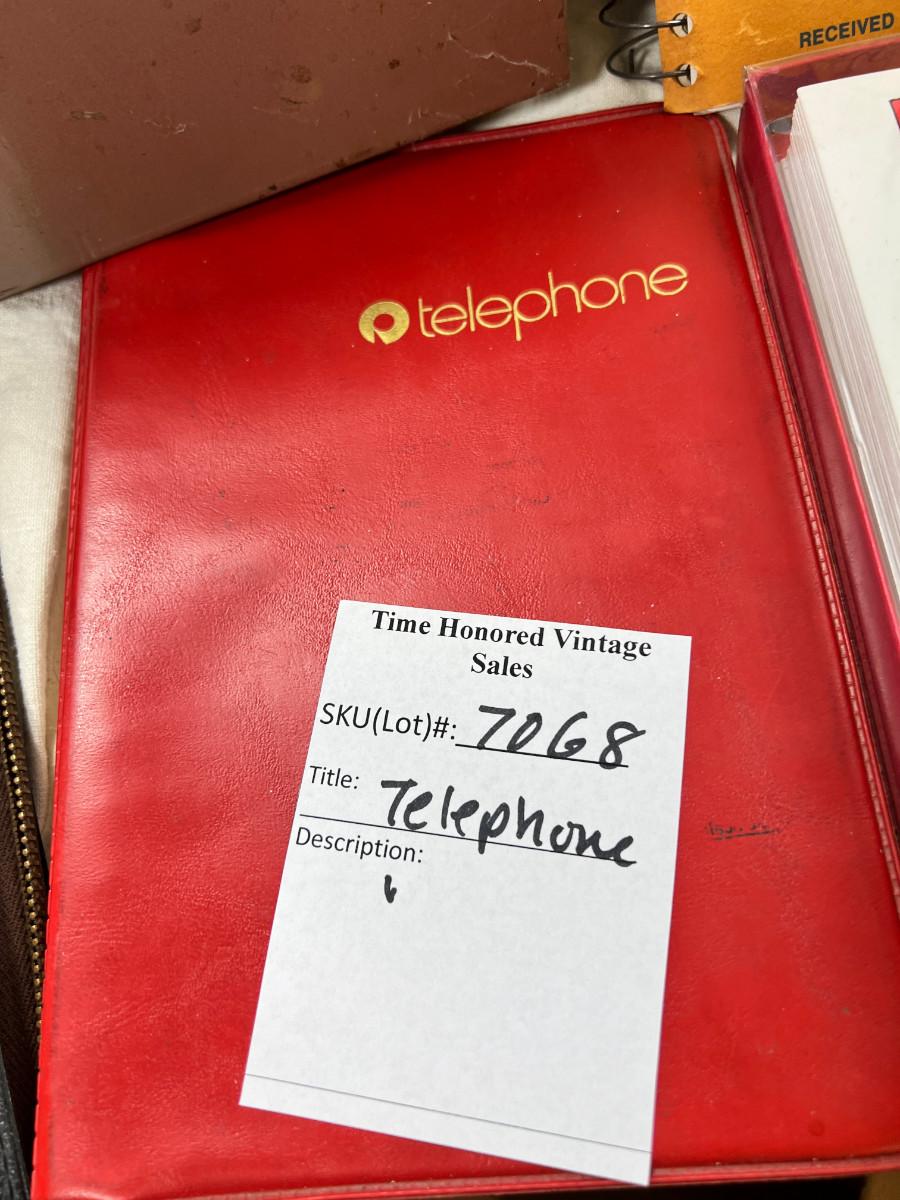 RECEIVED
telephone
Time Honored Vintage
Sales
SKU(Lot)#: 7068
Title: Telephone
Description: